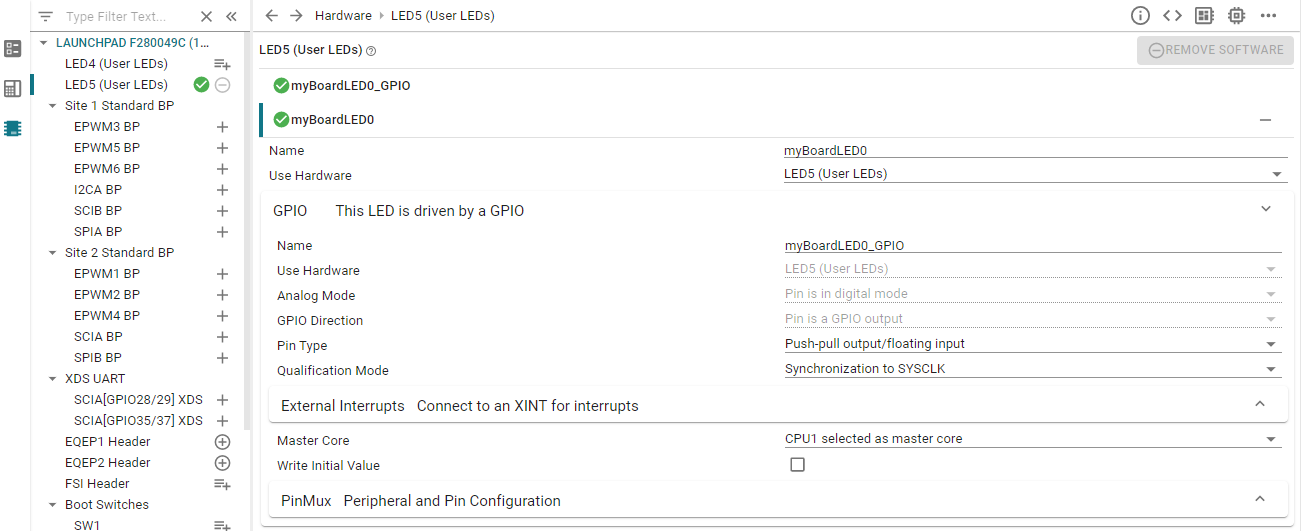 Type Filter Text...
LAUNCHPAD F280049C (1...
LED4 (User LEDs)
LED5 (User LEDs)
Site 1 Standard BP
EPWM3 BP
EPWM5 BP
EPWM6 BP
I2CA BP
SCIB BP
SPIA BP
Site 2 Standard BP
EPWM1 BP
EPWM2 BP
EPWM4 BP
SCIA BP
SPIB BP
XDS UART
SCIA[GPIO28/29] XDS
SCIA[GPIO35/37] XDS
EQEP1 Header
EQEP2 Header
FSI Header
Boot Switches
SW1
Hardware › LED5 (User LEDs)
LED5 (User LEDs)
REMOVE SOFTWARE
myBoardLED0_GPIO
myBoardLED0
Name myBoardLED0
Use Hardware LED5 (User LEDs)
GPIO This LED is driven by a GPIO
Name myBoardLED0_GPIO
Use Hardware LED5 (User LEDs)
Analog Mode Pin is in digital mode
GPIO Direction Pin is a GPIO output
Pin Type Push-pull output/floating input
Qualification Mode Synchronization to SYSCLK
External Interrupts Connect to an XINT for interrupts
Master Core CPU1 selected as master core
Write Initial Value
PinMux Peripheral and Pin Configuration